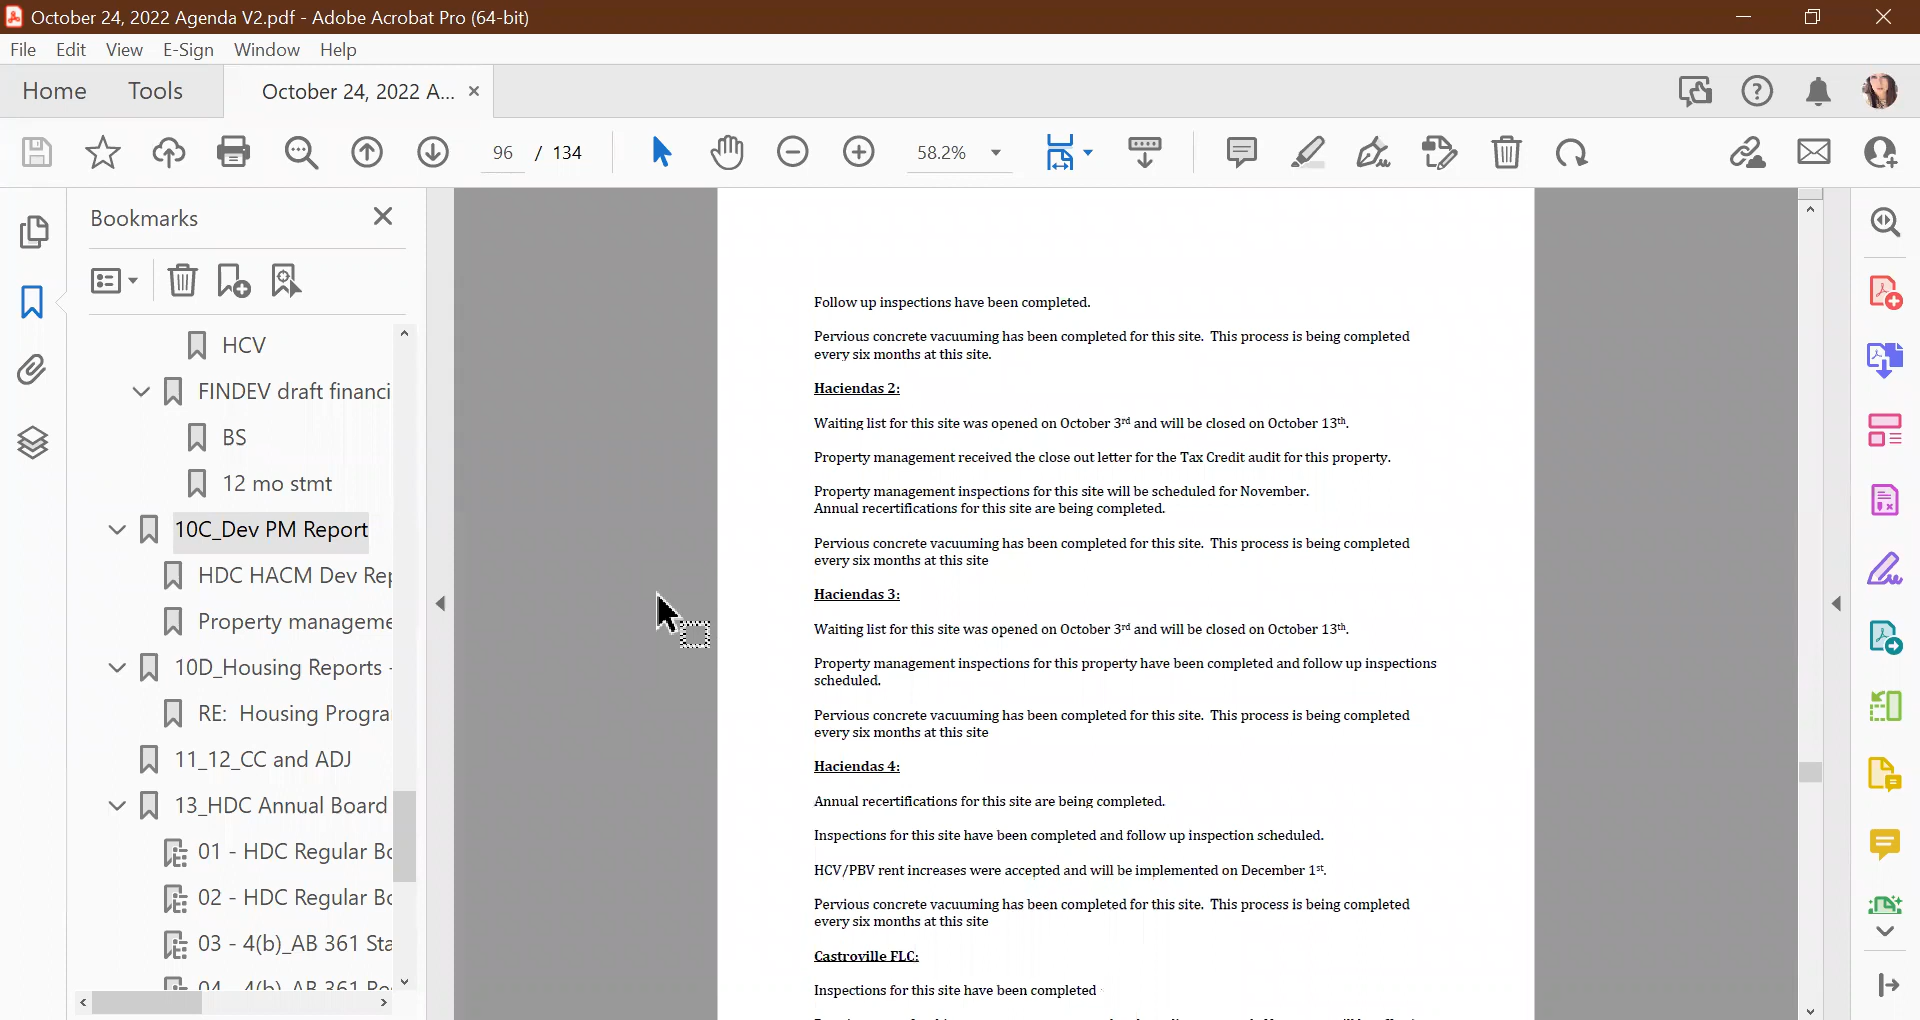 October 24, 2022 Agenda V2.pdf - Adobe Acrobat Pro (64-bit)
File Edit View E-Sign Window Help
Home Tools October 24, 2022 A...
96 / 134 58.2%
Bookmarks
HCV
FINDEV draft financi
BS
12 mo stmt
10C_Dev PM Report
HDC HACM Dev Rep
Property manageme
10D_Housing Reports -
RE: Housing Progra
11_12_CC and ADJ
13_HDC Annual Board
01 - HDC Regular Bo
02 - HDC Regular Bo
03 - 4(b)_AB 361 Sta
04 - 4(b)_AB 361 Re
Follow up inspections have been completed.
Pervious concrete vacuuming has been completed for this site. This process is being completed
every six months at this site.
Haciendas 2:
Waiting list for this site was opened on October 3rd and will be closed on October 13th.
Property management received the close out letter for the Tax Credit audit for this property.
Property management inspections for this site will be scheduled for November.
Annual recertifications for this site are being completed.
Pervious concrete vacuuming has been completed for this site. This process is being completed
every six months at this site
Haciendas 3:
Waiting list for this site was opened on October 3rd and will be closed on October 13th.
Property management inspections for this property have been completed and follow up inspections
scheduled.
Pervious concrete vacuuming has been completed for this site. This process is being completed
every six months at this site
Haciendas 4:
Annual recertifications for this site are being completed.
Inspections for this site have been completed and follow up inspection scheduled.
HCV/PBV rent increases were accepted and will be implemented on December 1st.
Pervious concrete vacuuming has been completed for this site. This process is being completed
every six months at this site
Castroville FLC:
Inspections for this site have been completed